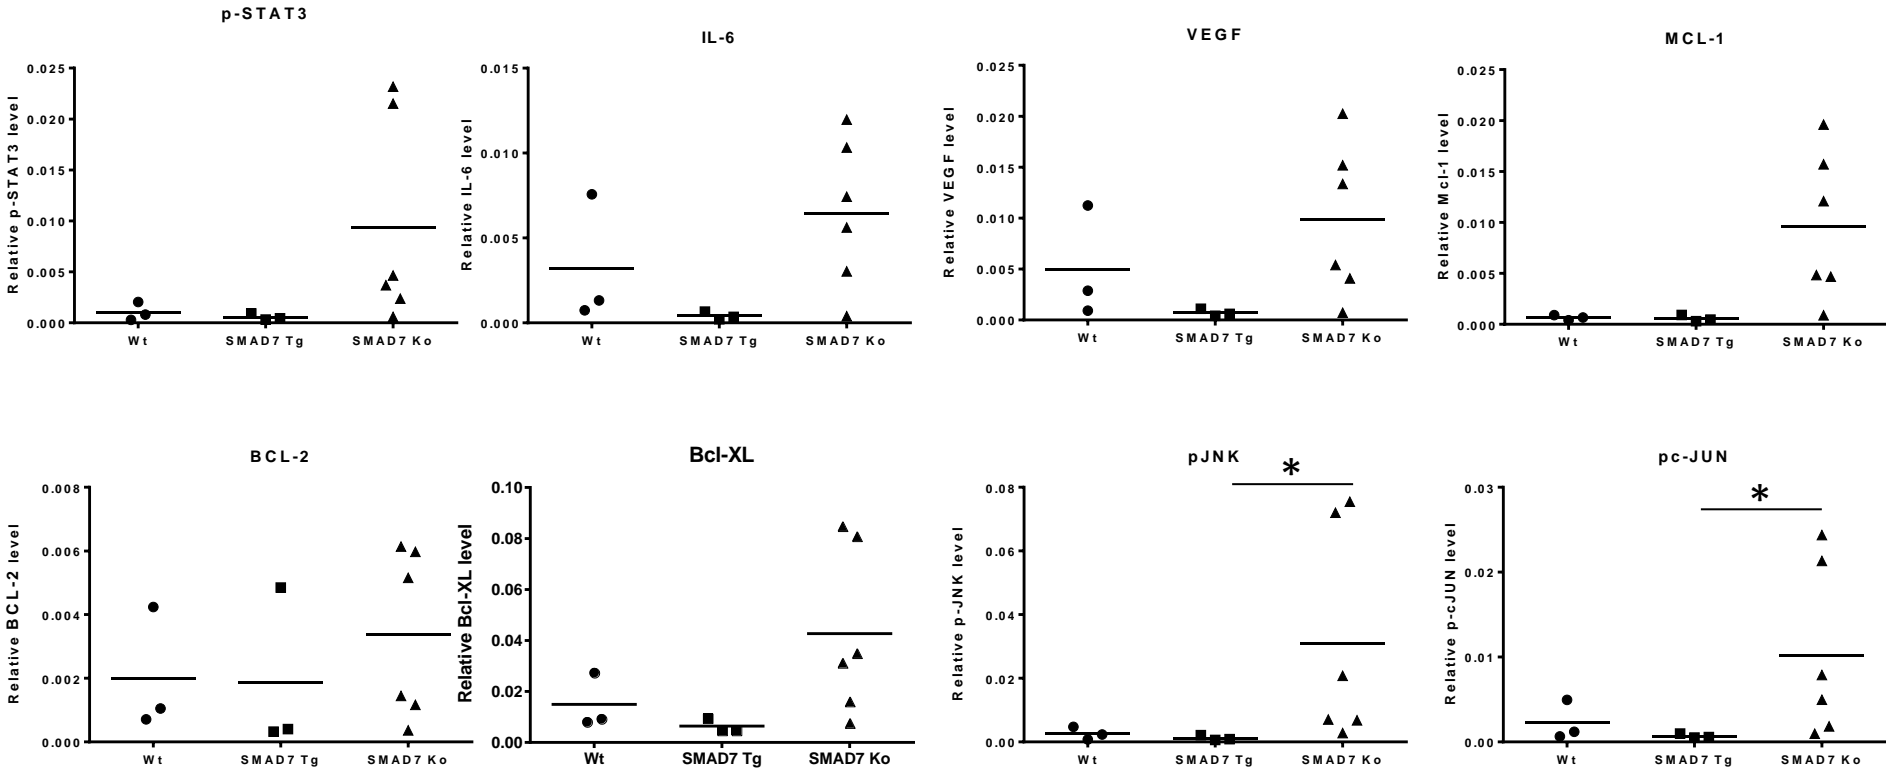 p-STAT3
Relative p-STAT3 level
0.025
0.020
0.015
0.010
0.005
0.000
Wt SMAD7 Tg SMAD7 Ko
IL-6
Relative IL-6 level
0.015
0.010
0.005
0.000
Wt SMAD7 Tg SMAD7 Ko
VEGF
Relative VEGF level
0.025
0.020
0.015
0.010
0.005
0.000
Wt SMAD7 Tg SMAD7 Ko
MCL-1
Relative Mcl-1 level
0.025
0.020
0.015
0.010
0.005
0.000
Wt SMAD7 Tg SMAD7 Ko
BCL-2
Relative BCL-2 level
0.008
0.006
0.004
0.002
0.000
Wt SMAD7 Tg SMAD7 Ko
Bcl-XL
Relative Bcl-XL level
0.10
0.08
0.06
0.04
0.02
0.00
Wt SMAD7 Tg SMAD7 Ko
pJNK
*
Relative p-JNK level
0.08
0.06
0.04
0.02
0.00
Wt SMAD7 Tg SMAD7 Ko
pc-JUN
*
Relative p-cJUN level
0.03
0.02
0.01
0.00
Wt SMAD7 Tg SMAD7 Ko